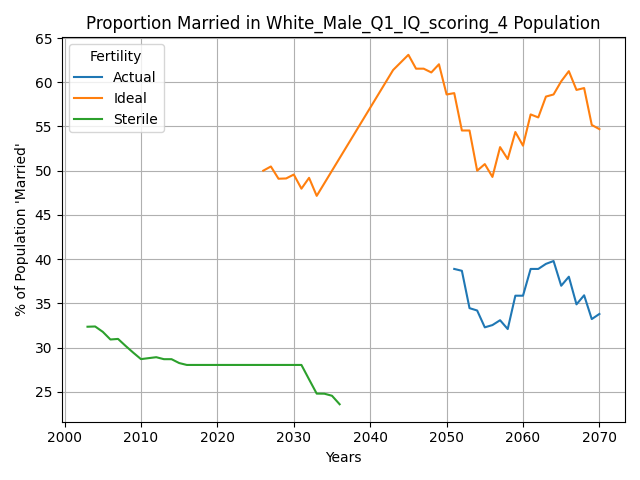 Proportion Married in White_Male_Q1_IQ_scoring_4 Population
% of Population 'Married'
65
60
55
50
45
40
35
30
25
Fertility
Actual
Ideal
Sterile
2000 2010 2020 2030 2040 2050 2060 2070
Years